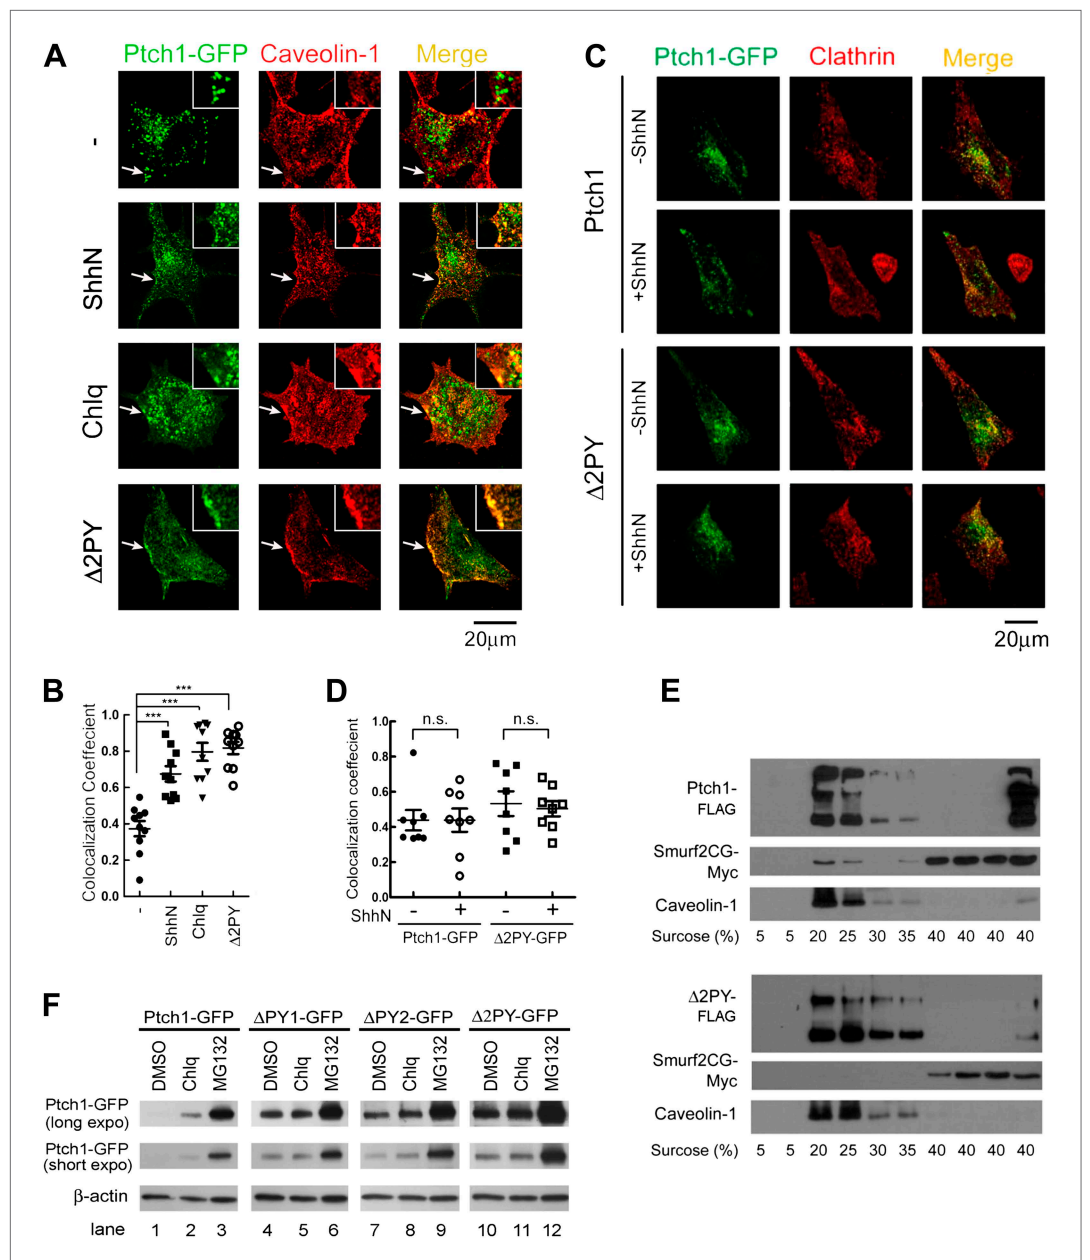 A
Ptch1-GFP Caveolin-1 Merge
-
ShhN
Chlq
Δ2PY
20μm
C
Ptch1-GFP Clathrin Merge
Ptch1
-ShhN
+ShhN
Δ2PY
-ShhN
+ShhN
20μm
B
Colocalization Coeffecient
1.0
0.8
0.6
0.4
0.2
0.0
*** 
***
***
- ShhN Chlq Δ2PY
D
Colocalization coefficient
1.0
0.8
0.6
0.4
0.2
0.0
n.s. n.s.
ShhN - + - +
Ptch1-GFP Δ2PY-GFP
E
Ptch1-
FLAG
Smurf2CG-
Myc
Caveolin-1
Surcose (%) 5 5 20 25 30 35 40 40 40 40
Δ2PY-
FLAG
Smurf2CG-
Myc
Caveolin-1
Surcose (%) 5 5 20 25 30 35 40 40 40 40
F
Ptch1-GFP ΔPY1-GFP ΔPY2-GFP Δ2PY-GFP
DMSO Chlq MG132 DMSO Chlq MG132 DMSO Chlq MG132 DMSO Chlq MG132
Ptch1-GFP
(long expo)
Ptch1-GFP
(short expo)
β-actin
lane 1 2 3 4 5 6 7 8 9 10 11 12